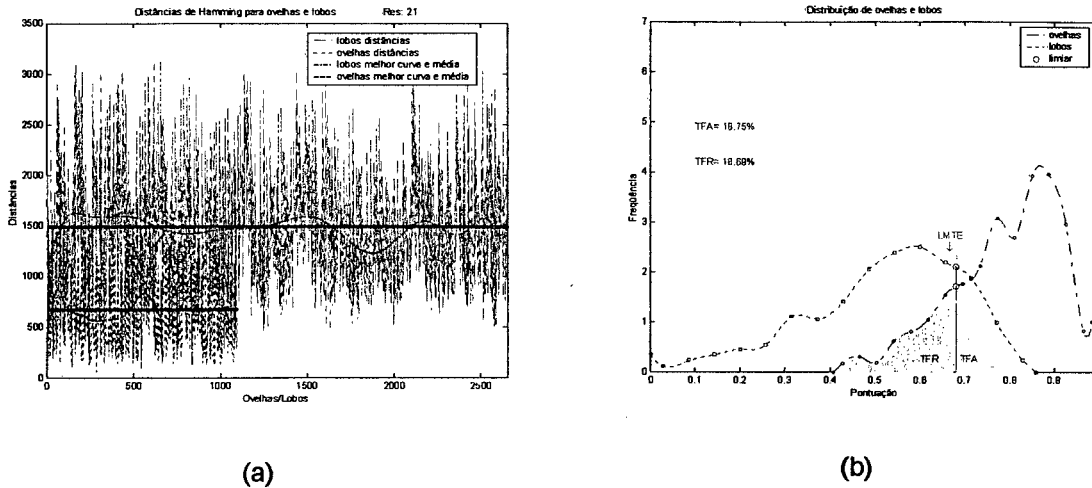 Distâncias de Hamming para ovelhas e lobos Res: 21
3500
3000
2500
2000
1500
1000
500
0
Distâncias
lobos distâncias
ovelhas distâncias
lobos melhor curva e média
ovelhas melhor curva e média
0 500 1000 1500 2000 2500
Ovelhas/Lobos
(a)
Distribuição de ovelhas e lobos
7
6
5
4
3
2
1
0
Freqüência
ovelhas
lobos
limiar
TFA= 18.75%
TFR= 18.68%
LMTE
TFR TFA
0 0.1 0.2 0.3 0.4 0.5 0.6 0.7 0.8 0.9
Pontuação
(b)